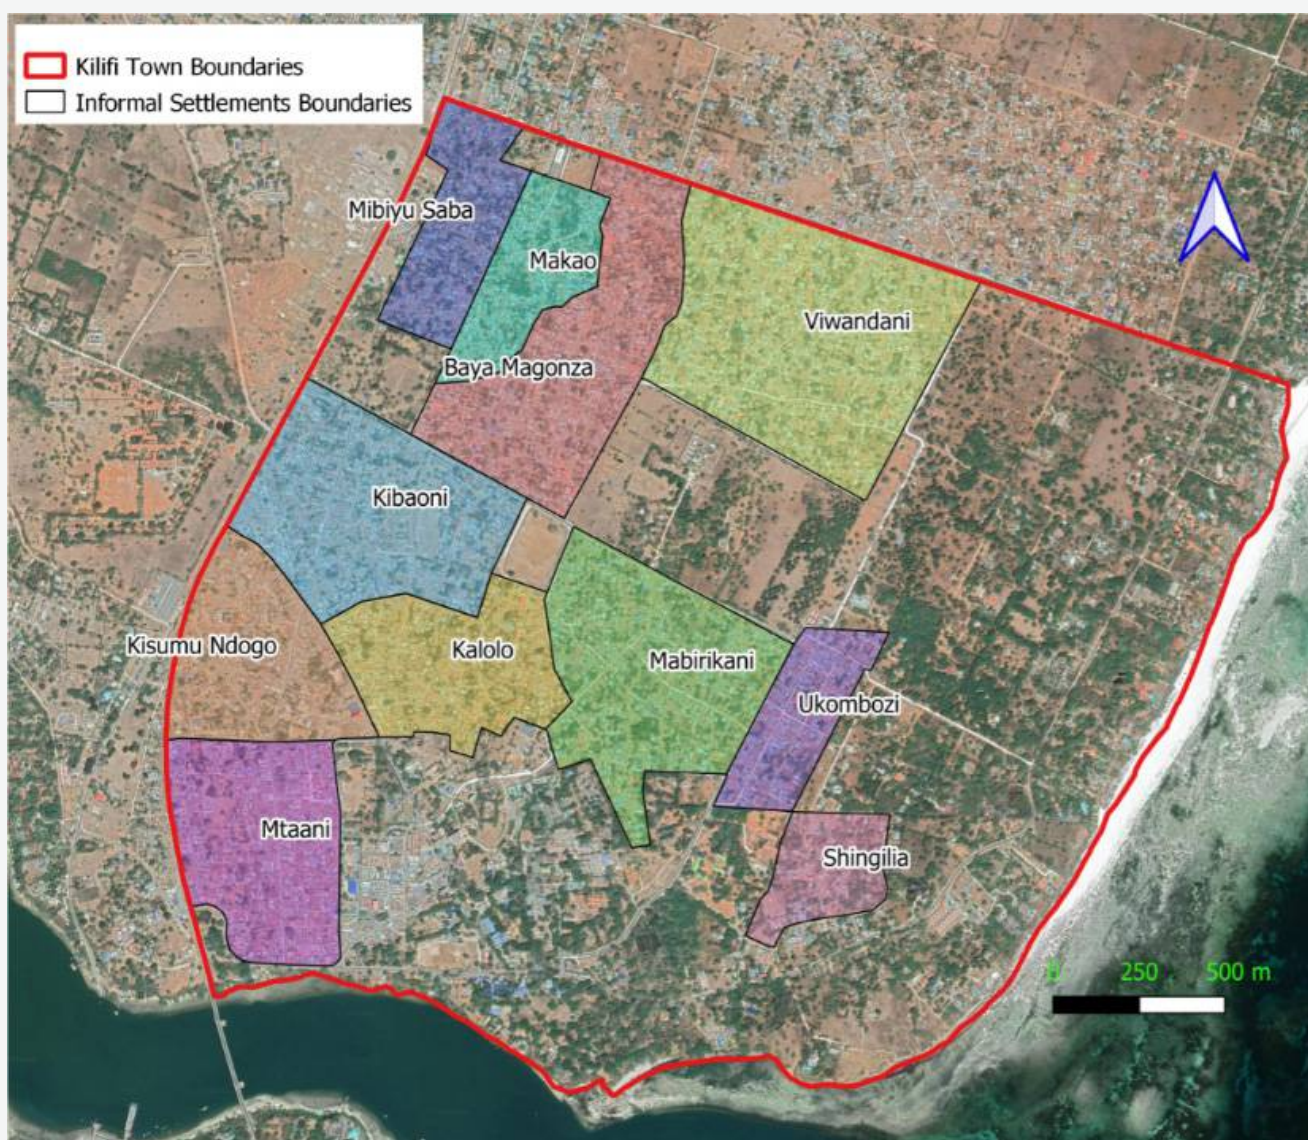 Kilifi Town Boundaries
Informal Settlements Boundaries
Mibiyu Saba
Makao
Viwandani
Baya Magonza
Kibaoni
Kisumu Ndogo
Kalolo
Mabirikani
Ukombozi
Mtaani
Shingilia
0 250 500 m